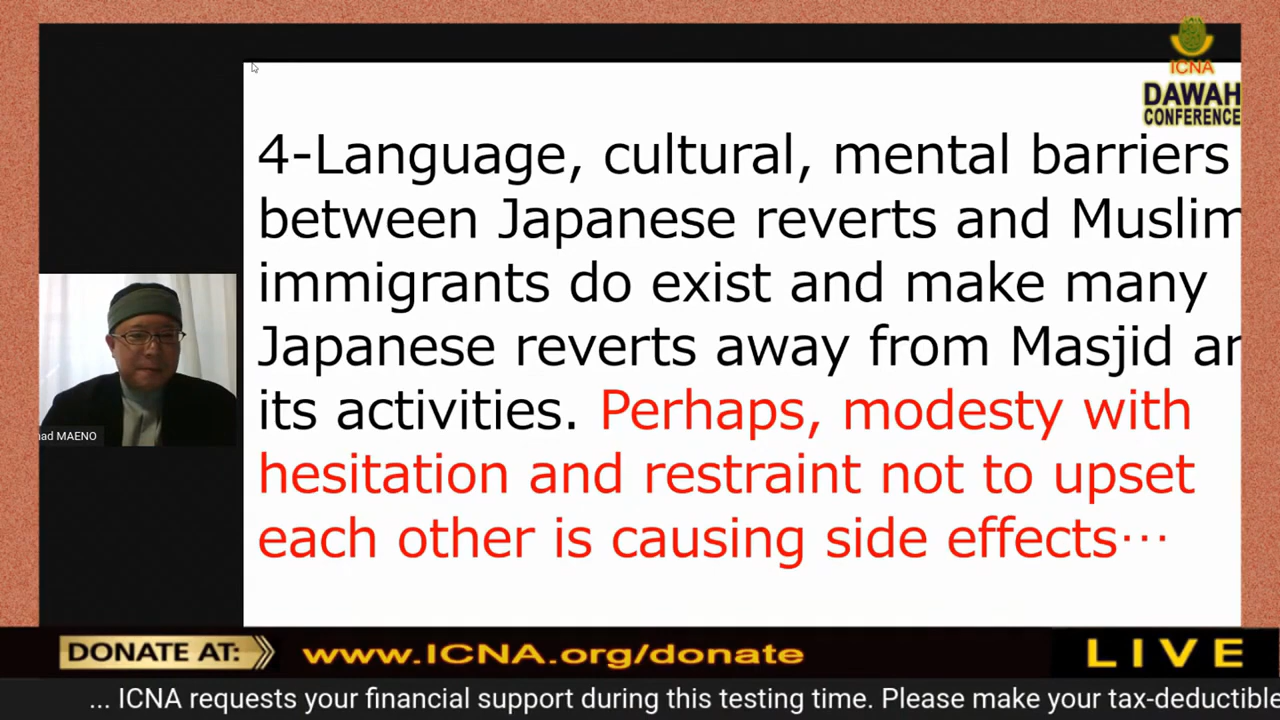 ICNA
DAWAH
CONFERENCE
4-Language, cultural, mental barriers
between Japanese reverts and Muslim
immigrants do exist and make many
Japanese reverts away from Masjid an
its activities. Perhaps, modesty with
hesitation and restraint not to upset
each other is causing side effects…
ad MAENO
DONATE AT:
www.ICNA.org/donate
LIVE
... ICNA requests your financial support during this testing time. Please make your tax-deductible